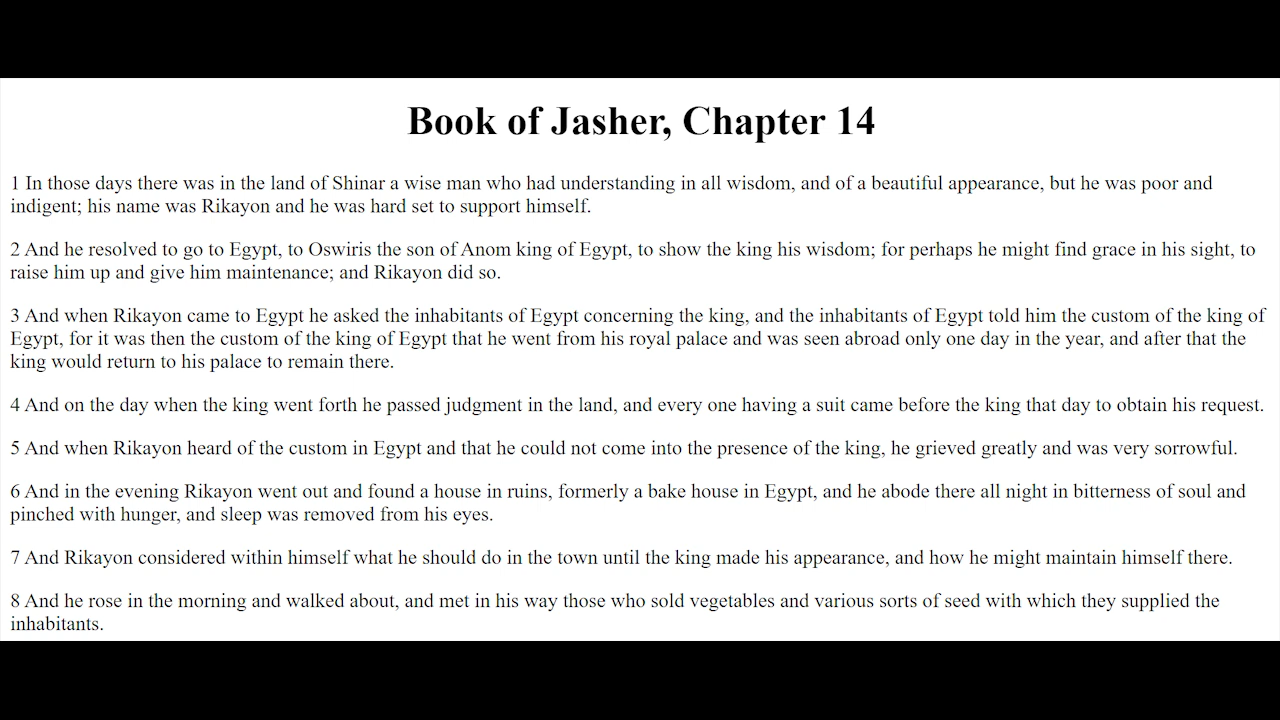 Book of Jasher, Chapter 14
1 In those days there was in the land of Shinar a wise man who had understanding in all wisdom, and of a beautiful appearance, but he was poor and
indigent; his name was Rikayon and he was hard set to support himself.
2 And he resolved to go to Egypt, to Oswiris the son of Anom king of Egypt, to show the king his wisdom; for perhaps he might find grace in his sight, to
raise him up and give him maintenance; and Rikayon did so.
3 And when Rikayon came to Egypt he asked the inhabitants of Egypt concerning the king, and the inhabitants of Egypt told him the custom of the king of
Egypt, for it was then the custom of the king of Egypt that he went from his royal palace and was seen abroad only one day in the year, and after that the
king would return to his palace to remain there.
4 And on the day when the king went forth he passed judgment in the land, and every one having a suit came before the king that day to obtain his request.
5 And when Rikayon heard of the custom in Egypt and that he could not come into the presence of the king, he grieved greatly and was very sorrowful.
6 And in the evening Rikayon went out and found a house in ruins, formerly a bake house in Egypt, and he abode there all night in bitterness of soul and
pinched with hunger, and sleep was removed from his eyes.
7 And Rikayon considered within himself what he should do in the town until the king made his appearance, and how he might maintain himself there.
8 And he rose in the morning and walked about, and met in his way those who sold vegetables and various sorts of seed with which they supplied the
inhabitants.